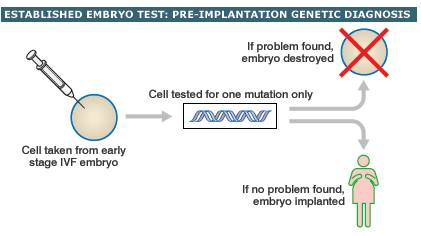 ESTABLISHED EMBRYO TEST: PRE-IMPLANTATION GENETIC DIAGNOSIS
If problem found,
embryo destroyed
Cell tested for one mutation only
Cell taken from early
stage IVF embryo
If no problem found,
embryo implanted